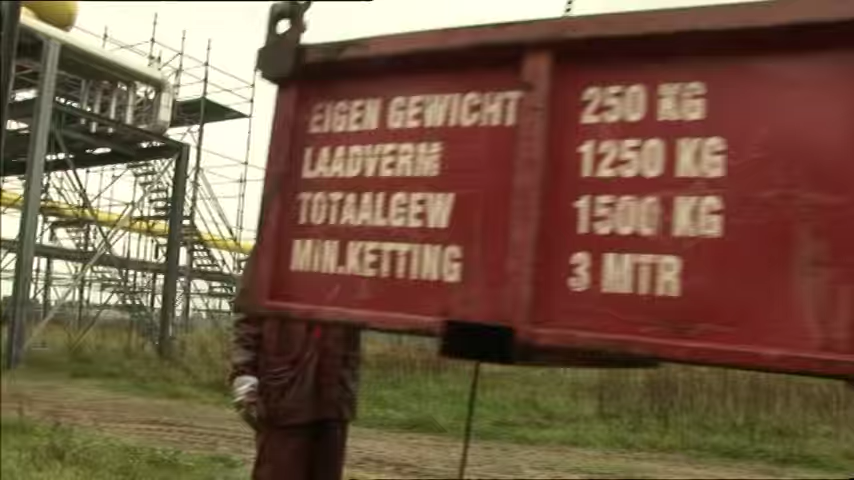 EIGEN GEWICHT 250 KG
LAADVERM 1250 KG
TOTAALGEW 1500 KG
MIN.KETTING 3 MTR